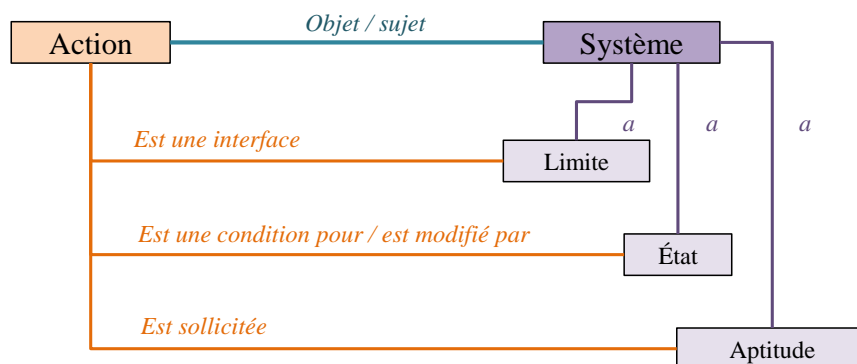 Objet / sujet
Action
Système
a
a
a
Est une interface
Limite
Est une condition pour / est modifié par
État
Est sollicitée
Aptitude